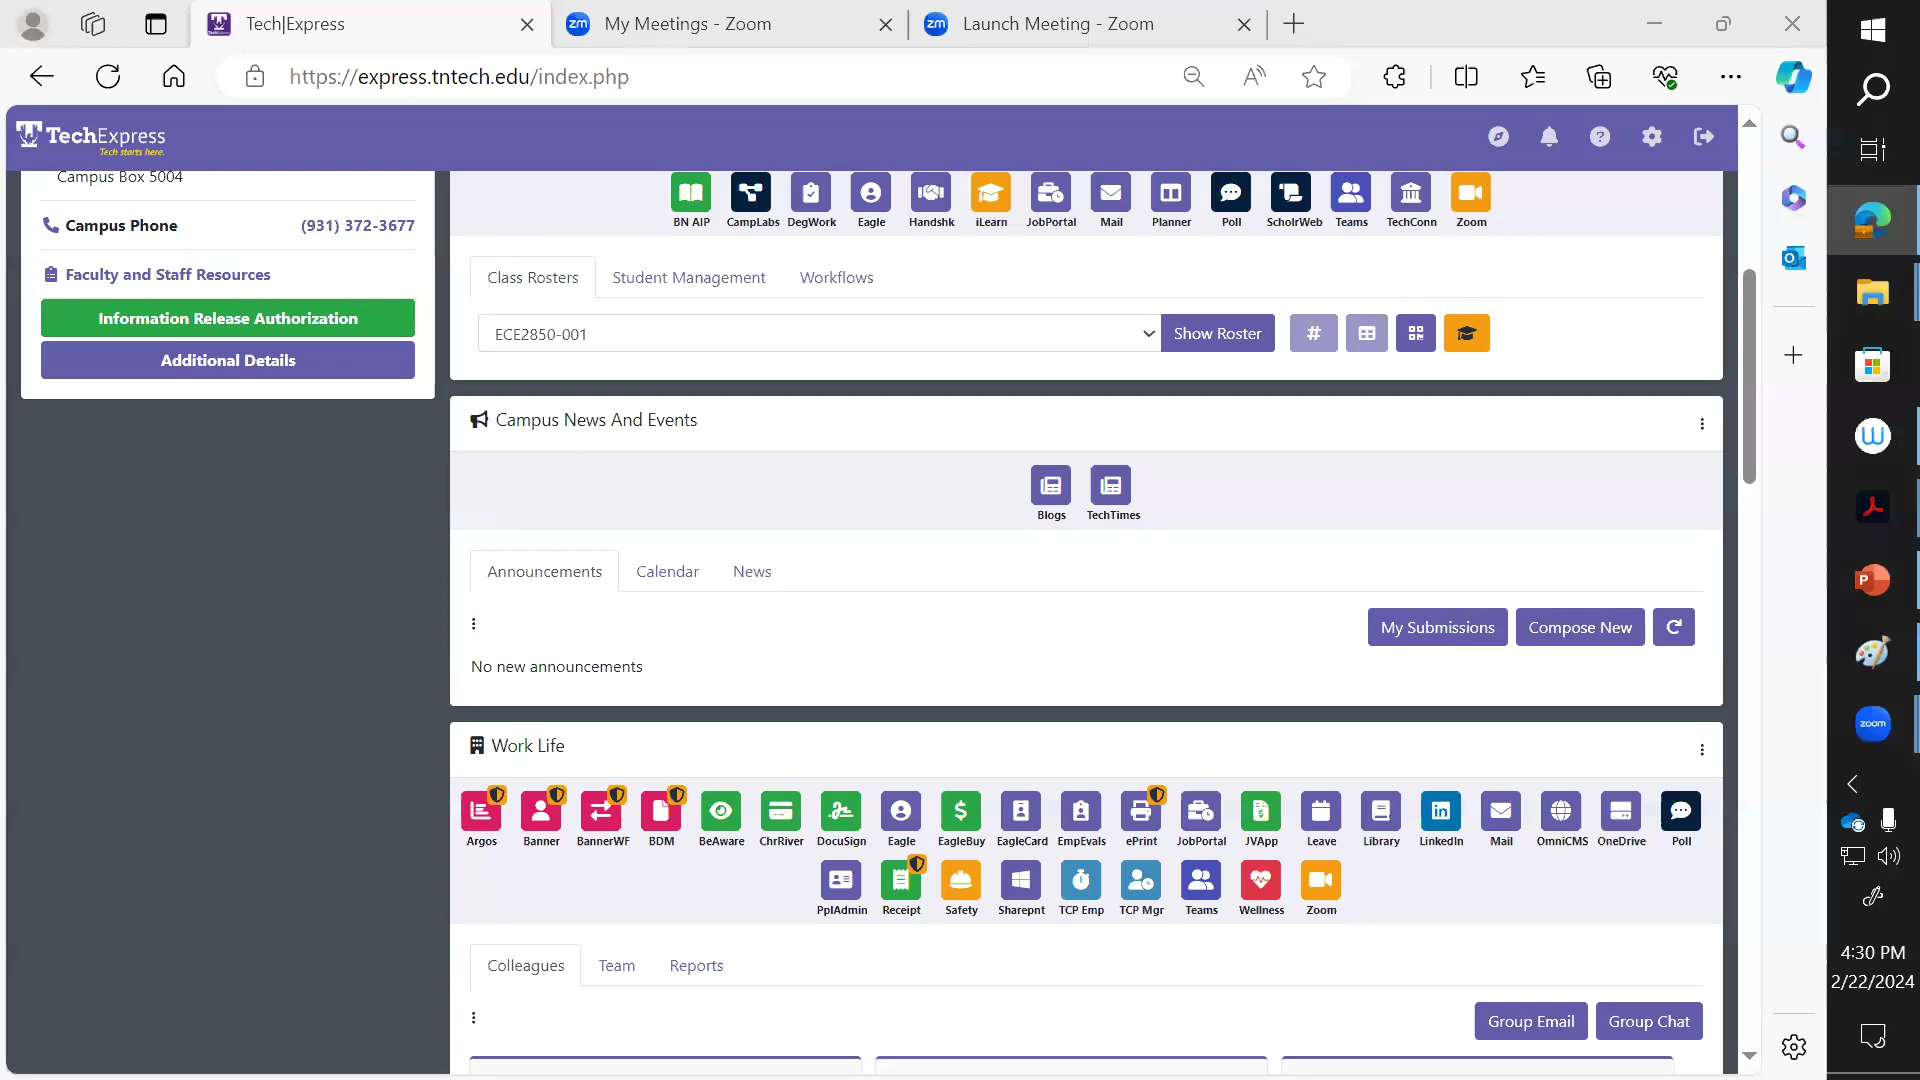 Tech|Express
zm My Meetings - Zoom
zm Launch Meeting - Zoom
https://express.tntech.edu/index.php
TechExpress
Tech starts here.
Campus Box 5004
Campus Phone (931) 372-3677
Faculty and Staff Resources
Information Release Authorization
Additional Details
BN AIP CampLabs DegWork Eagle Handshk iLearn JobPortal Mail Planner Poll ScholrWeb Teams TechConn Zoom
Class Rosters Student Management Workflows
ECE2850-001 Show Roster #
Campus News And Events
Blogs TechTimes
Announcements Calendar News
My Submissions Compose New
No new announcements
Work Life
Argos Banner BannerWF BDM BeAware ChrRiver DocuSign Eagle EagleBuy EagleCard EmpEvals ePrint JobPortal JVApp Leave Library LinkedIn Mail OmniCMS OneDrive Poll
PplAdmin Receipt Safety Sharepnt TCP Emp TCP Mgr Teams Wellness Zoom
Colleagues Team Reports
Group Email Group Chat
zoom
4:30 PM
2/22/2024